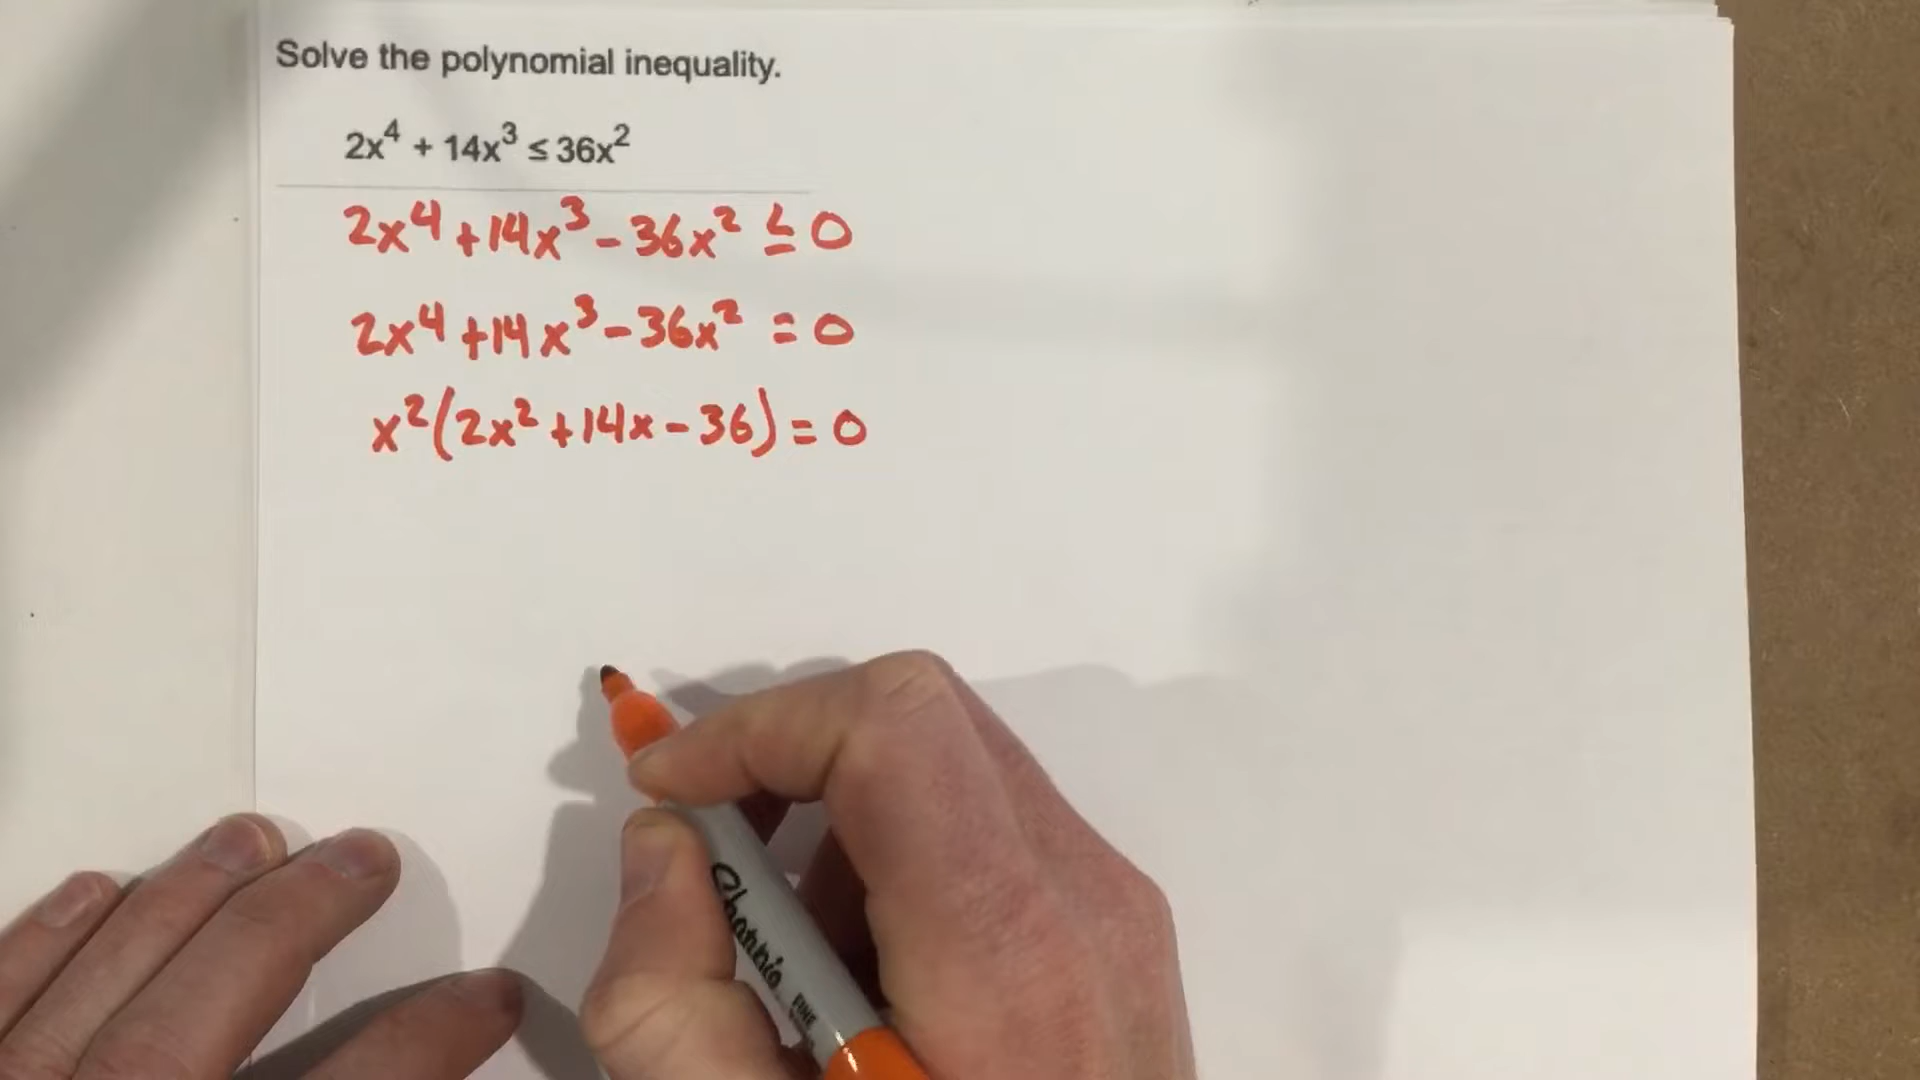 Solve the polynomial inequality.
2x⁴ + 14x³ ≤ 36x²
2x⁴ + 14x³ - 36x² ≤ 0
2x⁴ + 14x³ - 36x² = 0
x²(2x² + 14x - 36) = 0
Sharpie
FINE